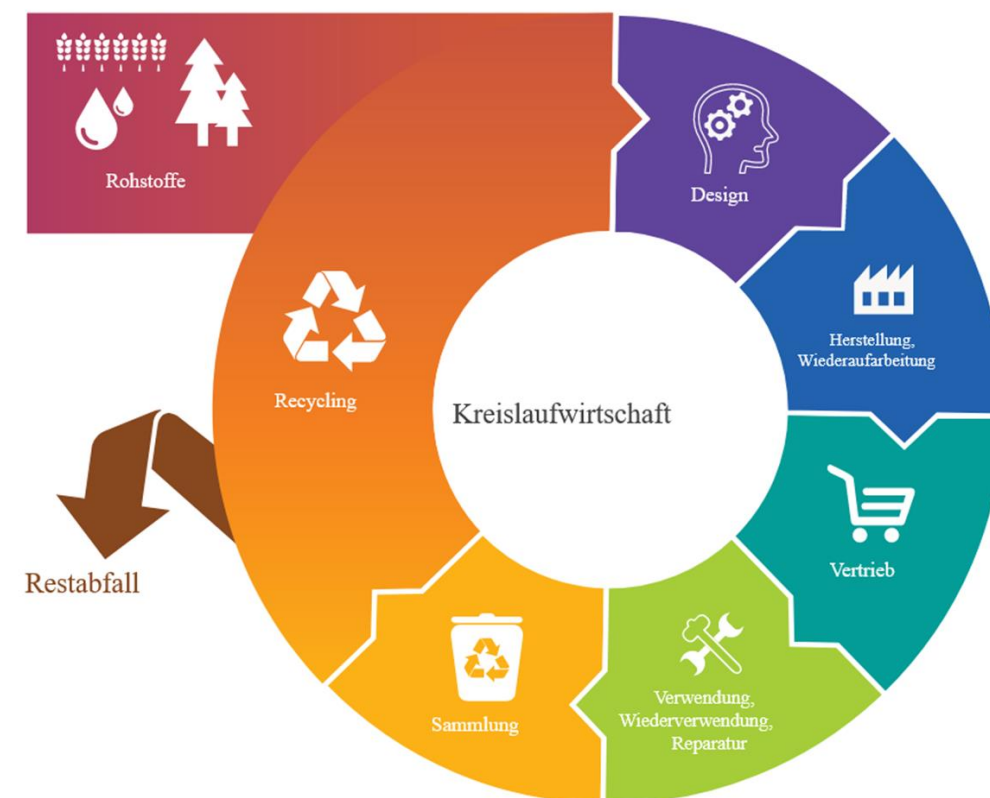 Rohstoffe
Design
Herstellung,
Wiederaufarbeitung
Recycling
Kreislaufwirtschaft
Vertrieb
Restabfall
Verwendung,
Wiederverwendung,
Reparatur
Sammlung